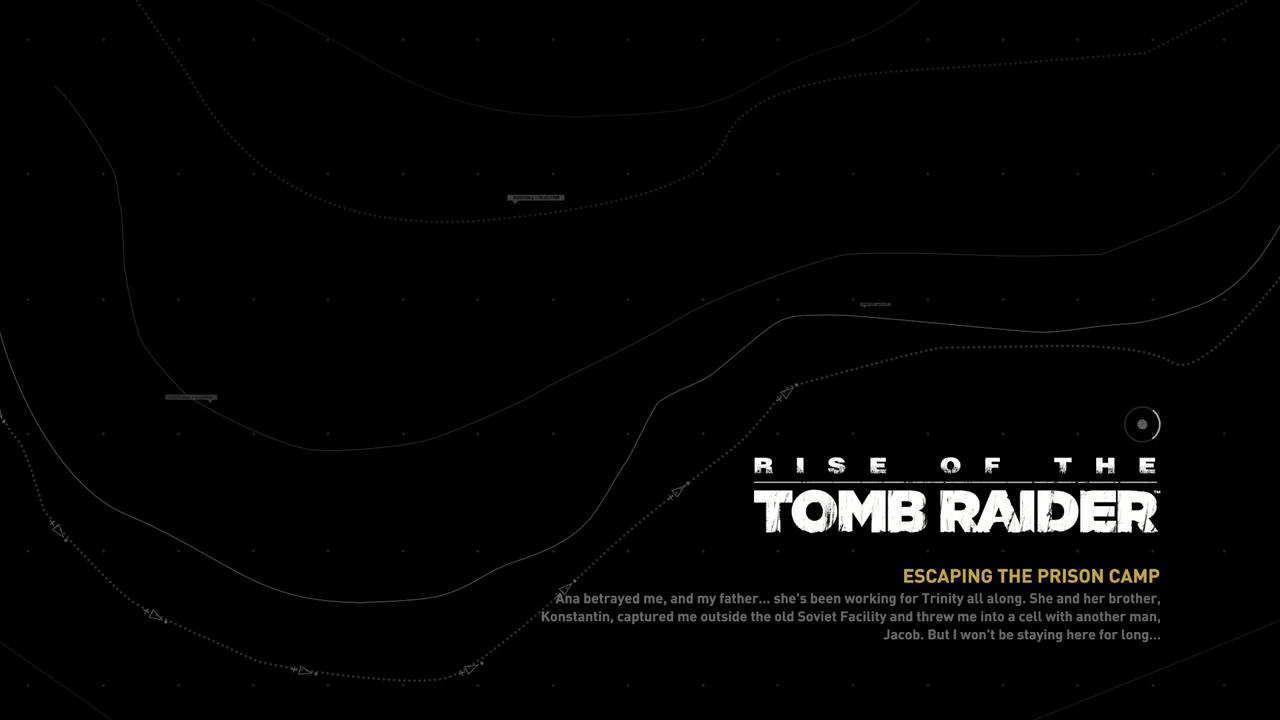 RISE OF THE
TOMB RAIDER™
ESCAPING THE PRISON CAMP
Ana betrayed me, and my father... she's been working for Trinity all along. She and her brother,
Konstantin, captured me outside the old Soviet Facility and threw me into a cell with another man,
Jacob. But I won't be staying here for long...